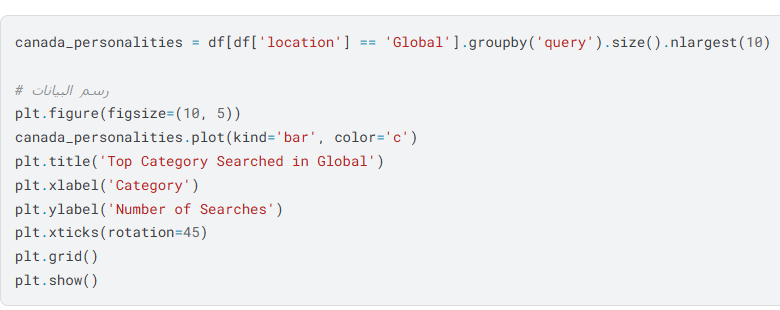 canada_personalities = df[df['location'] == 'Global'].groupby('query').size().nlargest(10)
# رسم البيانات
plt.figure(figsize=(10, 5))
canada_personalities.plot(kind='bar', color='c')
plt.title('Top Category Searched in Global')
plt.xlabel('Category')
plt.ylabel('Number of Searches')
plt.xticks(rotation=45)
plt.grid()
plt.show()